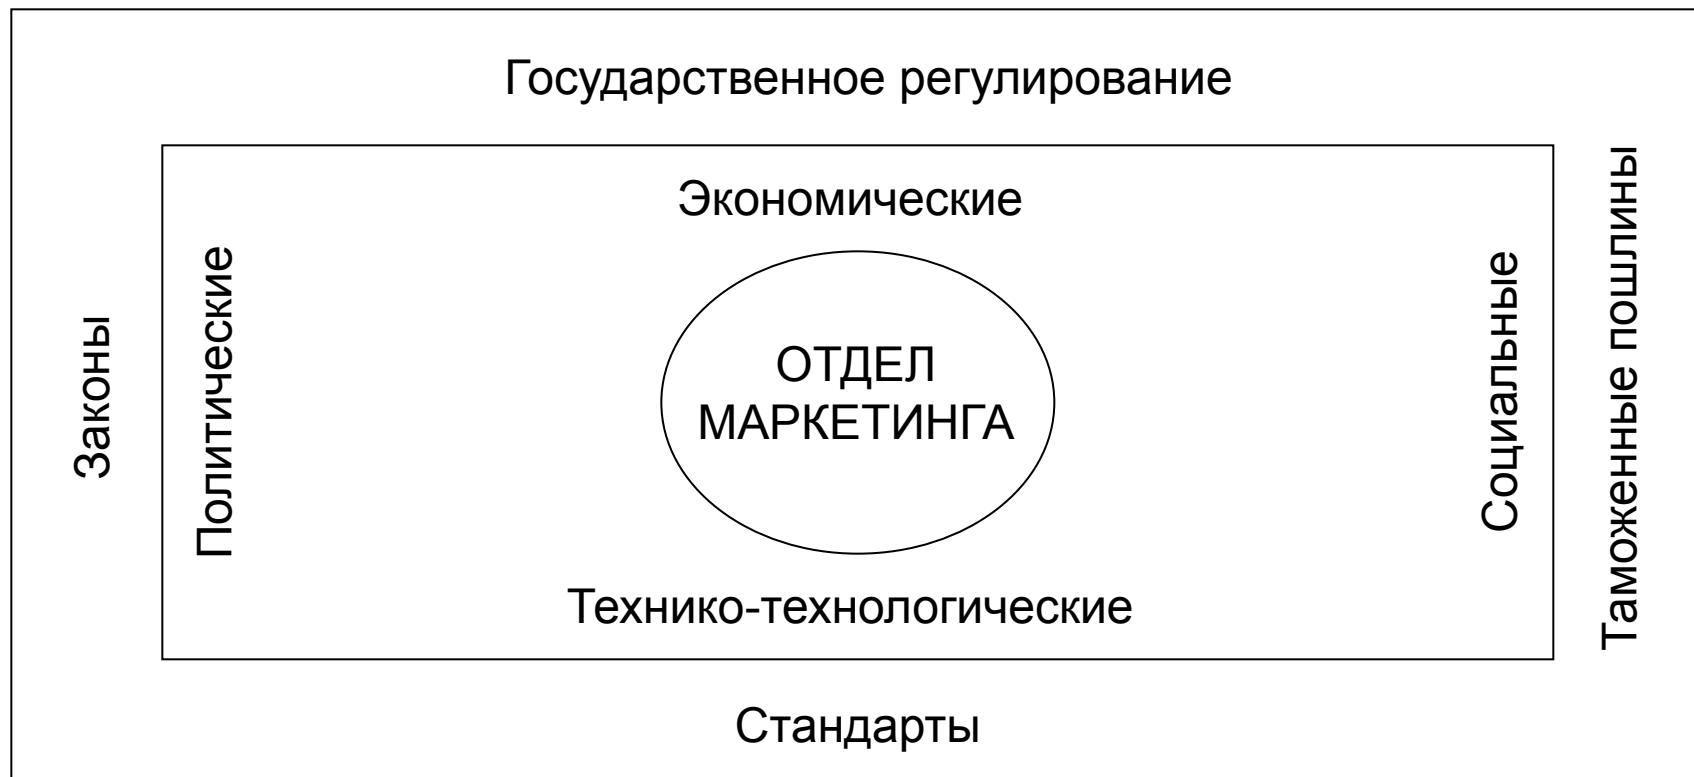 Государственное регулирование
Экономические
Законы
Политические
ОТДЕЛ
МАРКЕТИНГА
Социальные
Таможенные пошлины
Технико-технологические
Стандарты